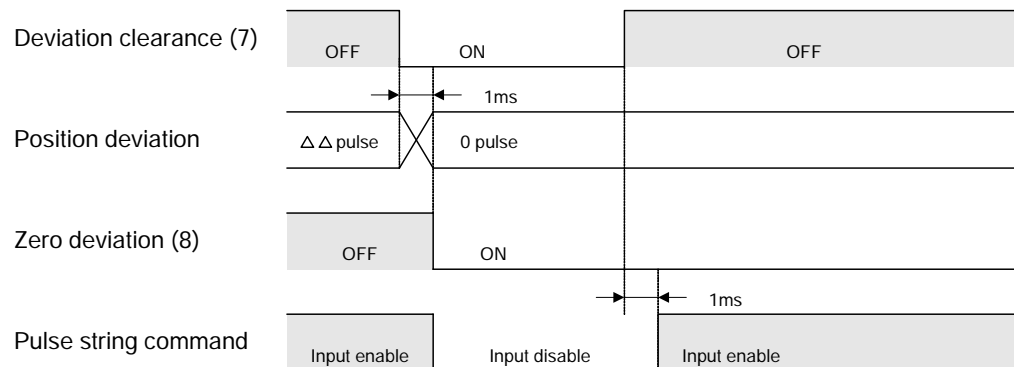 Deviation clearance (7) OFF ON OFF
1ms
Position deviation △△pulse 0 pulse
Zero deviation (8) OFF ON
1ms
Pulse string command Input enable Input disable Input enable